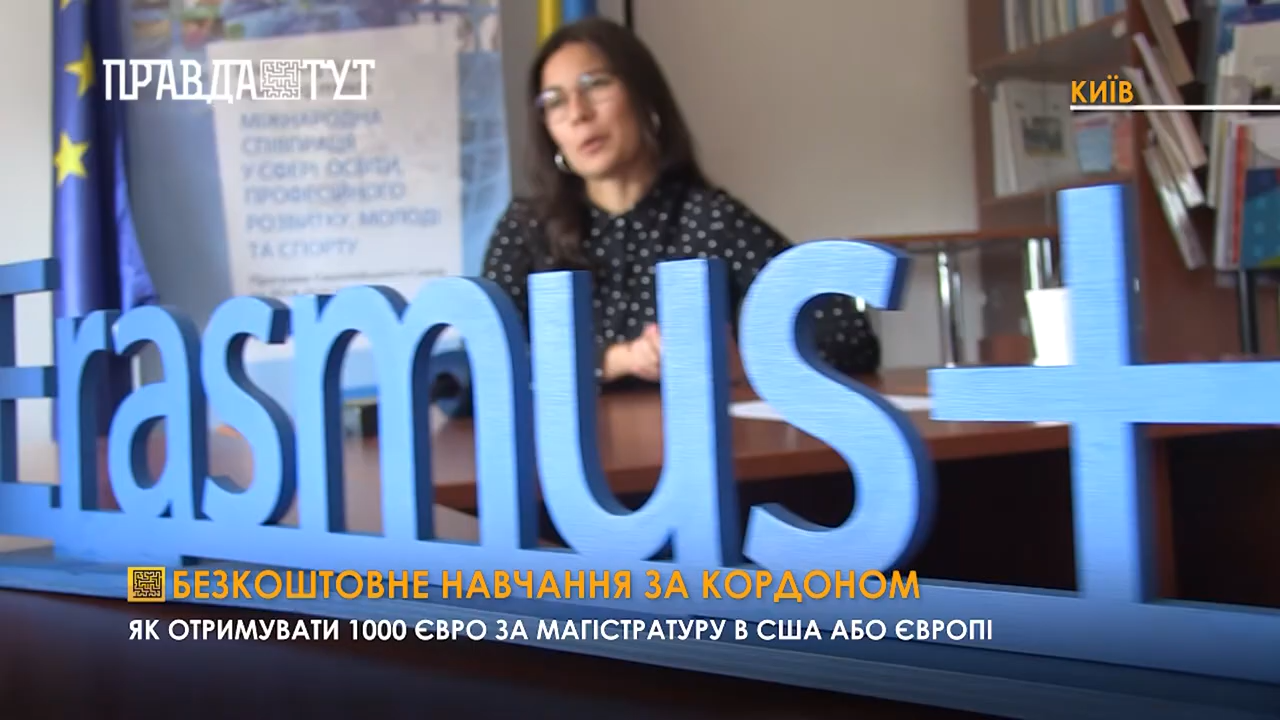 ПРАВДА ТУТ
КИЇВ
МІЖНАРОДНА
СПІВПРАЦЯ
У СФЕРІ ОСВІТИ,
ПРОФЕСІЙНОГО
РОЗВИТКУ, МОЛОДІ
ТА СПОРТУ
Erasmus+
БЕЗКОШТОВНЕ НАВЧАННЯ ЗА КОРДОНОМ
ЯК ОТРИМУВАТИ 1000 ЄВРО ЗА МАГІСТРАТУРУ В США АБО ЄВРОПІ